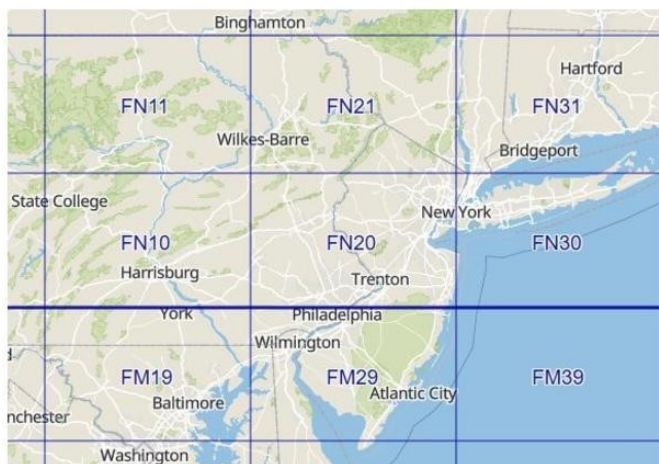 Binghamton
Hartford
FN11
FN21
FN31
Wilkes-Barre
Bridgeport
State College
New York
FN10
FN20
FN30
Harrisburg
Trenton
York
Philadelphia
Wilmington
d
FM19
FM29
FM39
Atlantic City
Baltimore
nchester
Washington